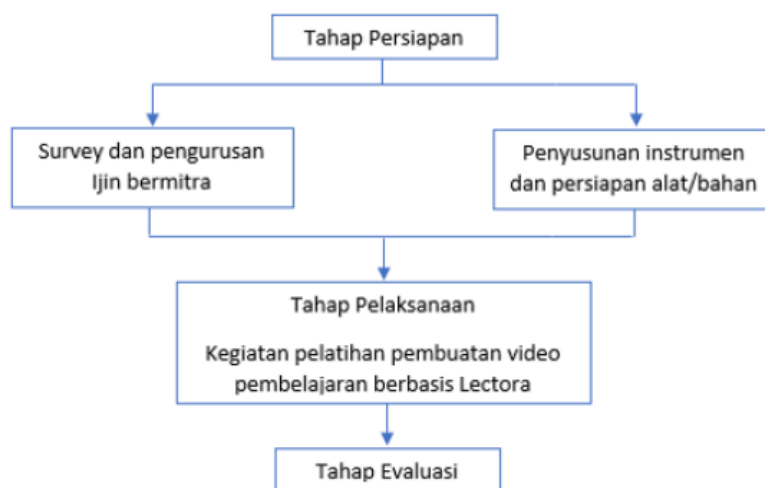 Tahap Persiapan
Survey dan pengurusan
Ijin bermitra
Penyusunan instrumen
dan persiapan alat/bahan
Tahap Pelaksanaan
Kegiatan pelatihan pembuatan video
pembelajaran berbasis Lectora
Tahap Evaluasi